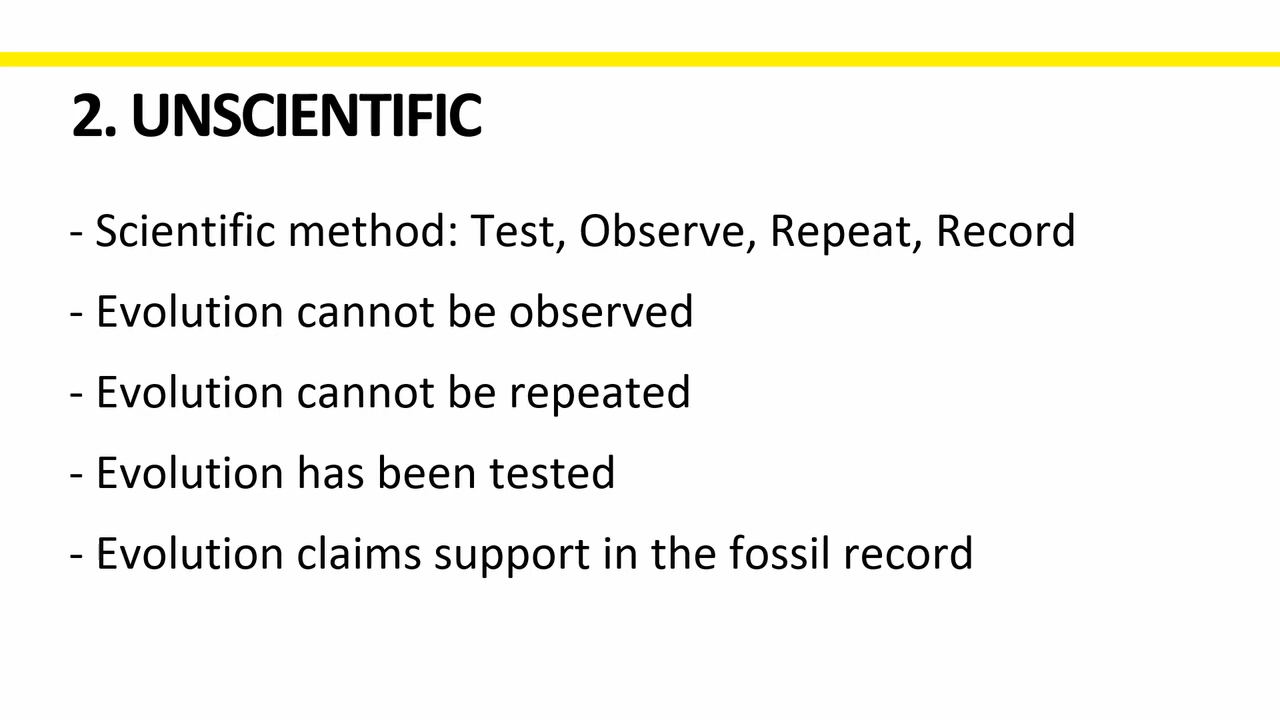 2. UNSCIENTIFIC
- Scientific method: Test, Observe, Repeat, Record
- Evolution cannot be observed
- Evolution cannot be repeated
- Evolution has been tested
- Evolution claims support in the fossil record